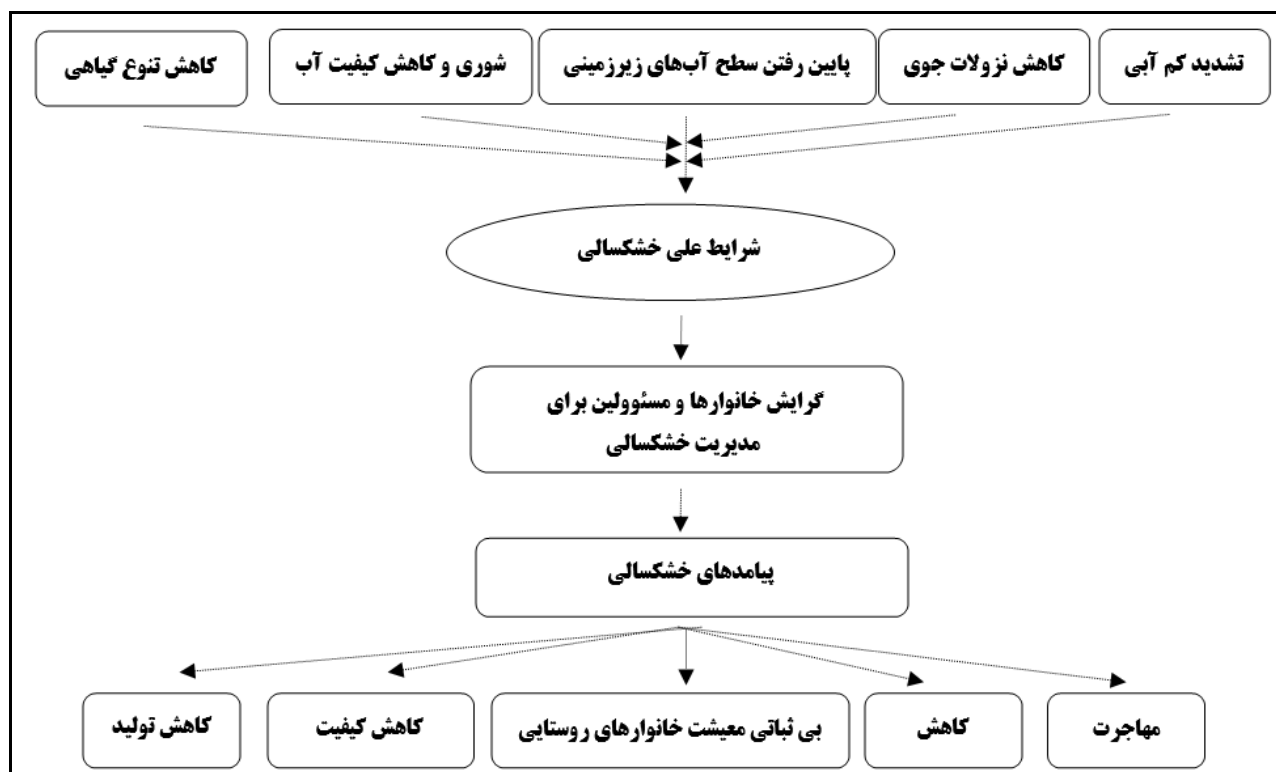 تشدید کم آبی
کاهش نزولات جوی
پایین رفتن سطح آب‌های زیرزمینی
شوری و کاهش کیفیت آب
کاهش تنوع گیاهی
شرایط علی خشکسالی
گرایش خانوارها و مسئوولین برای
مدیریت خشکسالی
پیامدهای خشکسالی
مهاجرت
کاهش
بی ثباتی معیشت خانوارهای روستایی
کاهش کیفیت
کاهش تولید